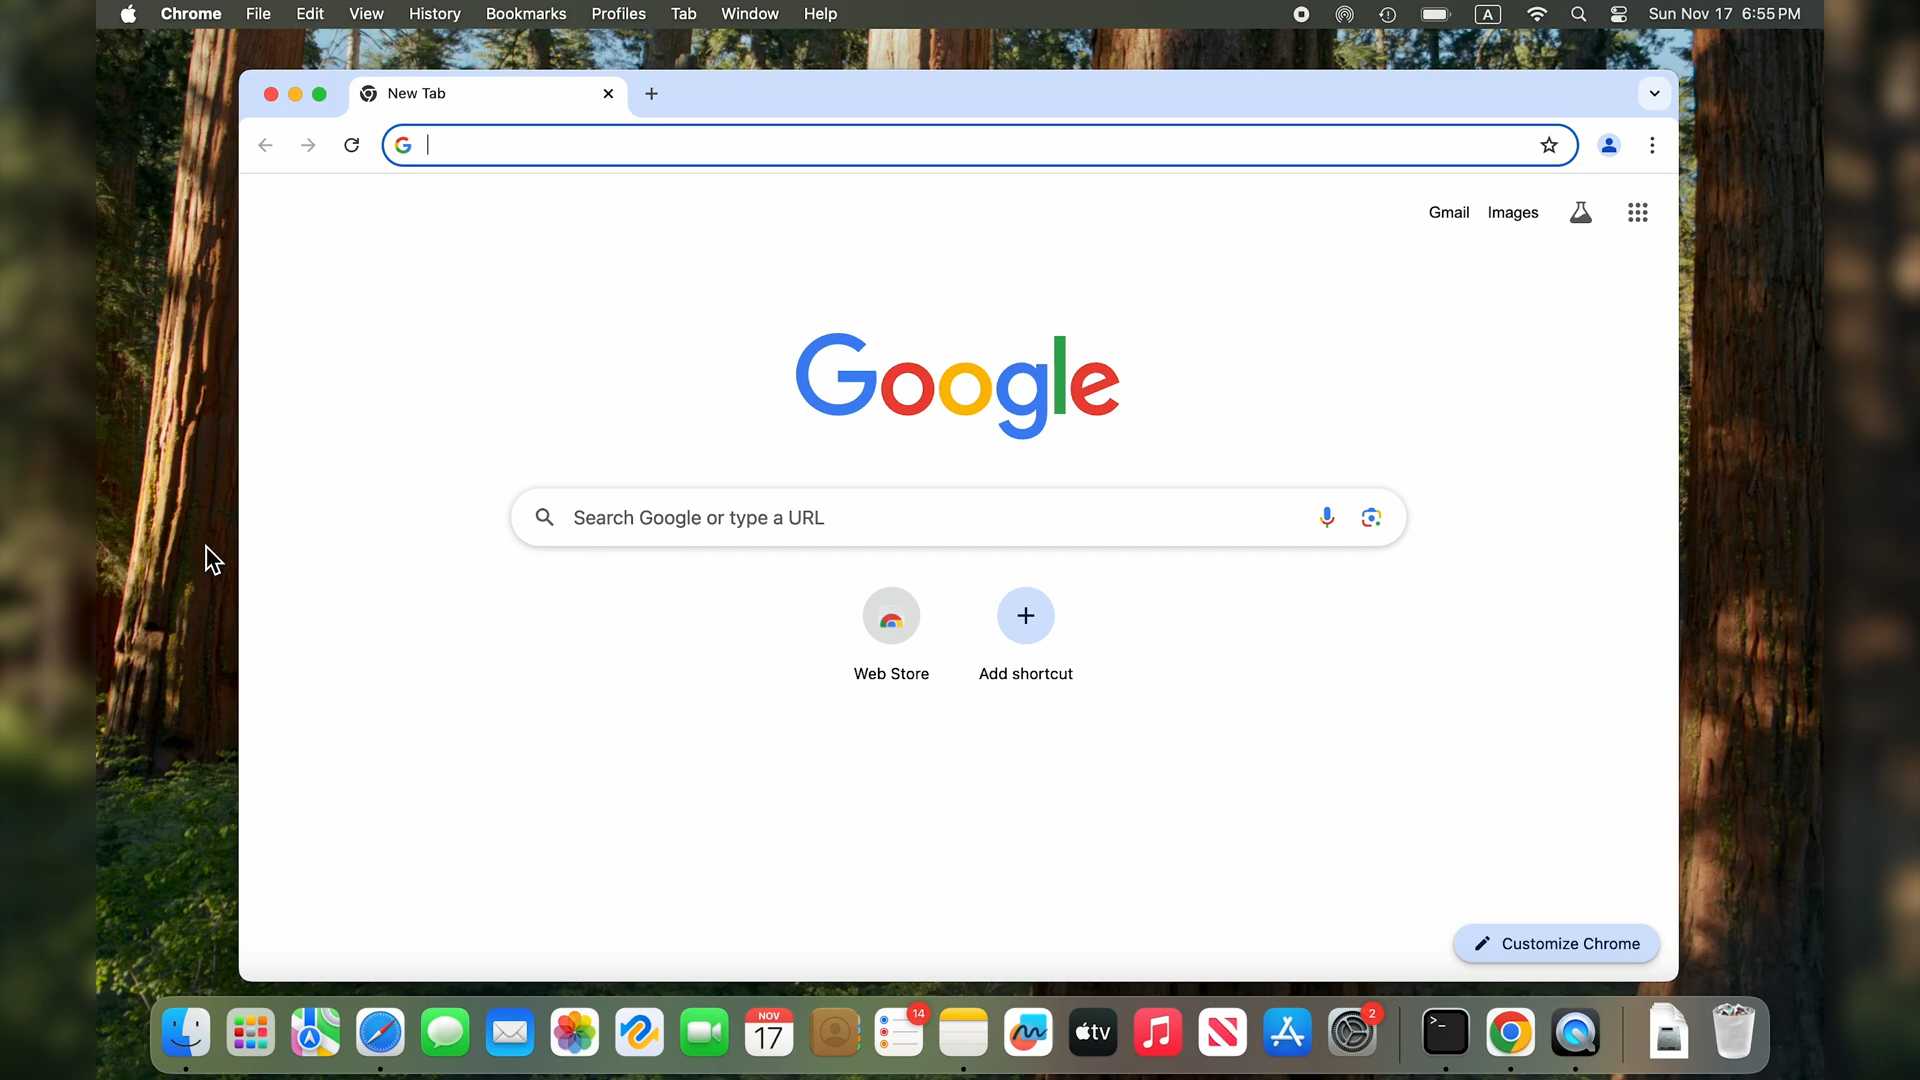 Chrome File Edit View History Bookmarks Profiles Tab Window Help A Sun Nov 17 6:55 PM
New Tab
Gmail Images
Google
Search Google or type a URL
Web Store Add shortcut
Customize Chrome
NOV
17
14
tv
2
>_